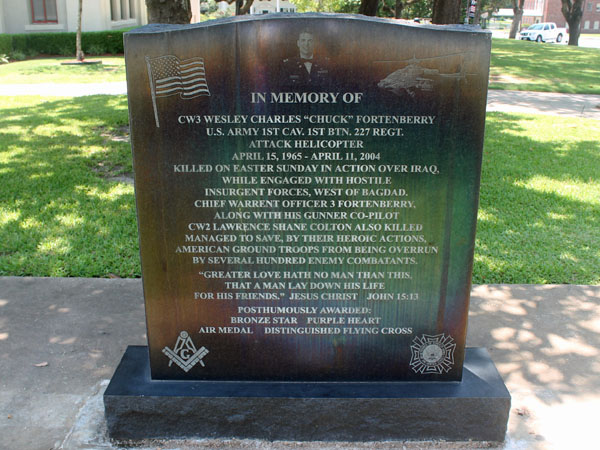 IN MEMORY OF
CW3 WESLEY CHARLES "CHUCK" FORTENBERRY
U.S. ARMY 1ST CAV. 1ST BTN. 227 REGT.
ATTACK HELICOPTER
APRIL 15, 1965 - APRIL 11, 2004
KILLED ON EASTER SUNDAY IN ACTION OVER IRAQ,
WHILE ENGAGED WITH HOSTILE
INSURGENT FORCES, WEST OF BAGDAD.
CHIEF WARRENT OFFICER 3 FORTENBERRY,
ALONG WITH HIS GUNNER CO-PILOT
CW2 LAWRENCE SHANE COLTON ALSO KILLED
MANAGED TO SAVE, BY THEIR HEROIC ACTIONS,
AMERICAN GROUND TROOPS FROM BEING OVERRUN
BY SEVERAL HUNDRED ENEMY COMBATANTS.
"GREATER LOVE HATH NO MAN THAN THIS,
THAT A MAN LAY DOWN HIS LIFE
FOR HIS FRIENDS." JESUS CHRIST JOHN 15:13
POSTHUMOUSLY AWARDED:
BRONZE STAR PURPLE HEART
AIR MEDAL DISTINGUISHED FLYING CROSS
G